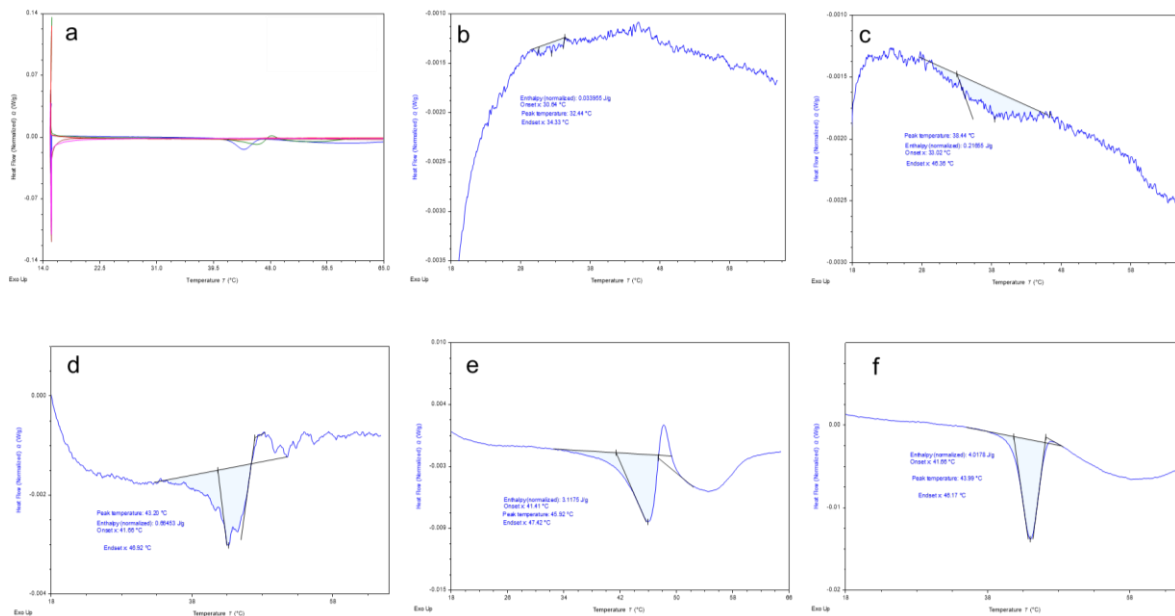 a
0.14
0.07
0.00
-0.07
-0.14
Heat Flow (Normalized) Q (W/g)
14.0 22.5 31.0 39.5 48.0 56.5 65.0
Exo Up
Temperature T (°C)
b
-0.0010
-0.0015
-0.0020
-0.0025
-0.0030
Heat Flow (Normalized) Q (W/g)
Enthalpy (normalized): 0.033955 J/g
Onset x: 30.64 °C
Peak temperature: 32.44 °C
Endset x: 34.33 °C
18 28 38 48 58
Exo Up
Temperature T (°C)
c
-0.0010
-0.0015
-0.0020
-0.0025
-0.0030
Heat Flow (Normalized) Q (W/g)
Peak temperature: 38.44 °C
Enthalpy (normalized): 0.21855 J/g
Onset x: 33.02 °C
Endset x: 46.36 °C
18 28 38 48 58
Exo Up
Temperature T (°C)
d
0.000
-0.002
-0.004
Heat Flow (Normalized) Q (W/g)
Peak temperature: 43.20 °C
Enthalpy (normalized): 0.66453 J/g
Onset x: 41.66 °C
Endset x: 46.92 °C
18 38 58
Exo Up
Temperature T (°C)
e
0.010
0.004
-0.003
-0.009
-0.015
Heat Flow (Normalized) Q (W/g)
Enthalpy (normalized): 3.1175 J/g
Onset x: 41.41 °C
Peak temperature: 45.92 °C
Endset x: 47.42 °C
18 34 42 50 58 66
Exo Up
Temperature T (°C)
f
0.00
-0.01
-0.02
Heat Flow (Normalized) Q (W/g)
Enthalpy (normalized): 4.0178 J/g
Onset x: 41.66 °C
Peak temperature: 43.99 °C
Endset x: 46.17 °C
18 38 58
Exo Up
Temperature T (°C)